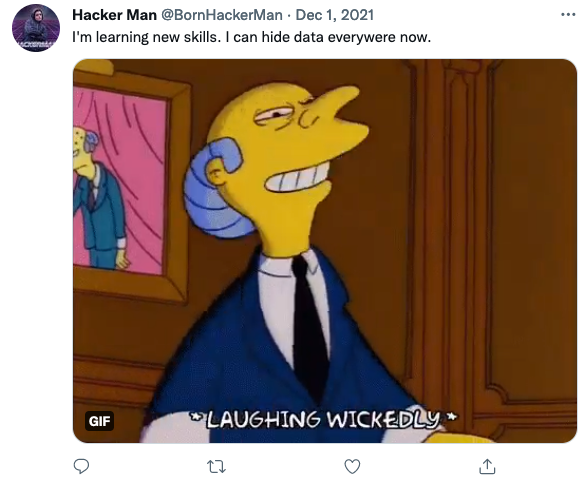 Hacker Man @BornHackerMan · Dec 1, 2021
I'm learning new skills. I can hide data everywere now.
*LAUGHING WICKEDLY*
GIF